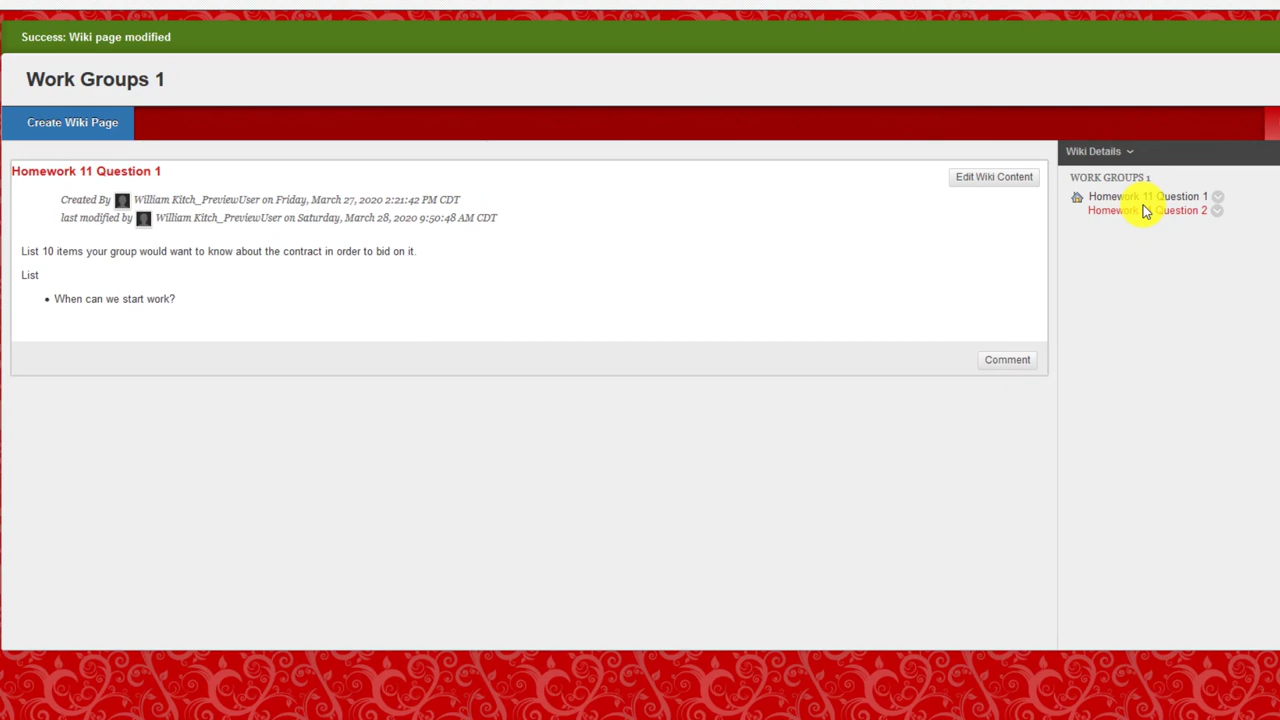 Success: Wiki page modified
Work Groups 1
Create Wiki Page
Homework 11 Question 1
Edit Wiki Content
Created By William Kitch_PreviewUser on Friday, March 27, 2020 2:21:42 PM CDT
last modified by William Kitch_PreviewUser on Saturday, March 28, 2020 9:50:48 AM CDT
List 10 items your group would want to know about the contract in order to bid on it.
List
• When can we start work?
Comment
Wiki Details
WORK GROUPS 1
Homework 11 Question 1
Homework Question 2